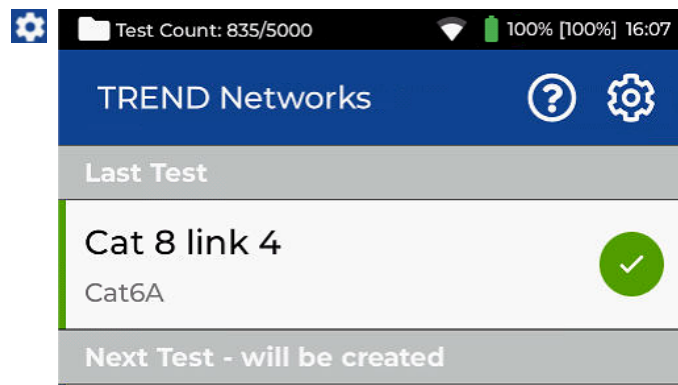 Test Count: 835/5000 100% [100%] 16:07
TREND Networks ?
Last Test
Cat 8 link 4
Cat6A
Next Test - will be created